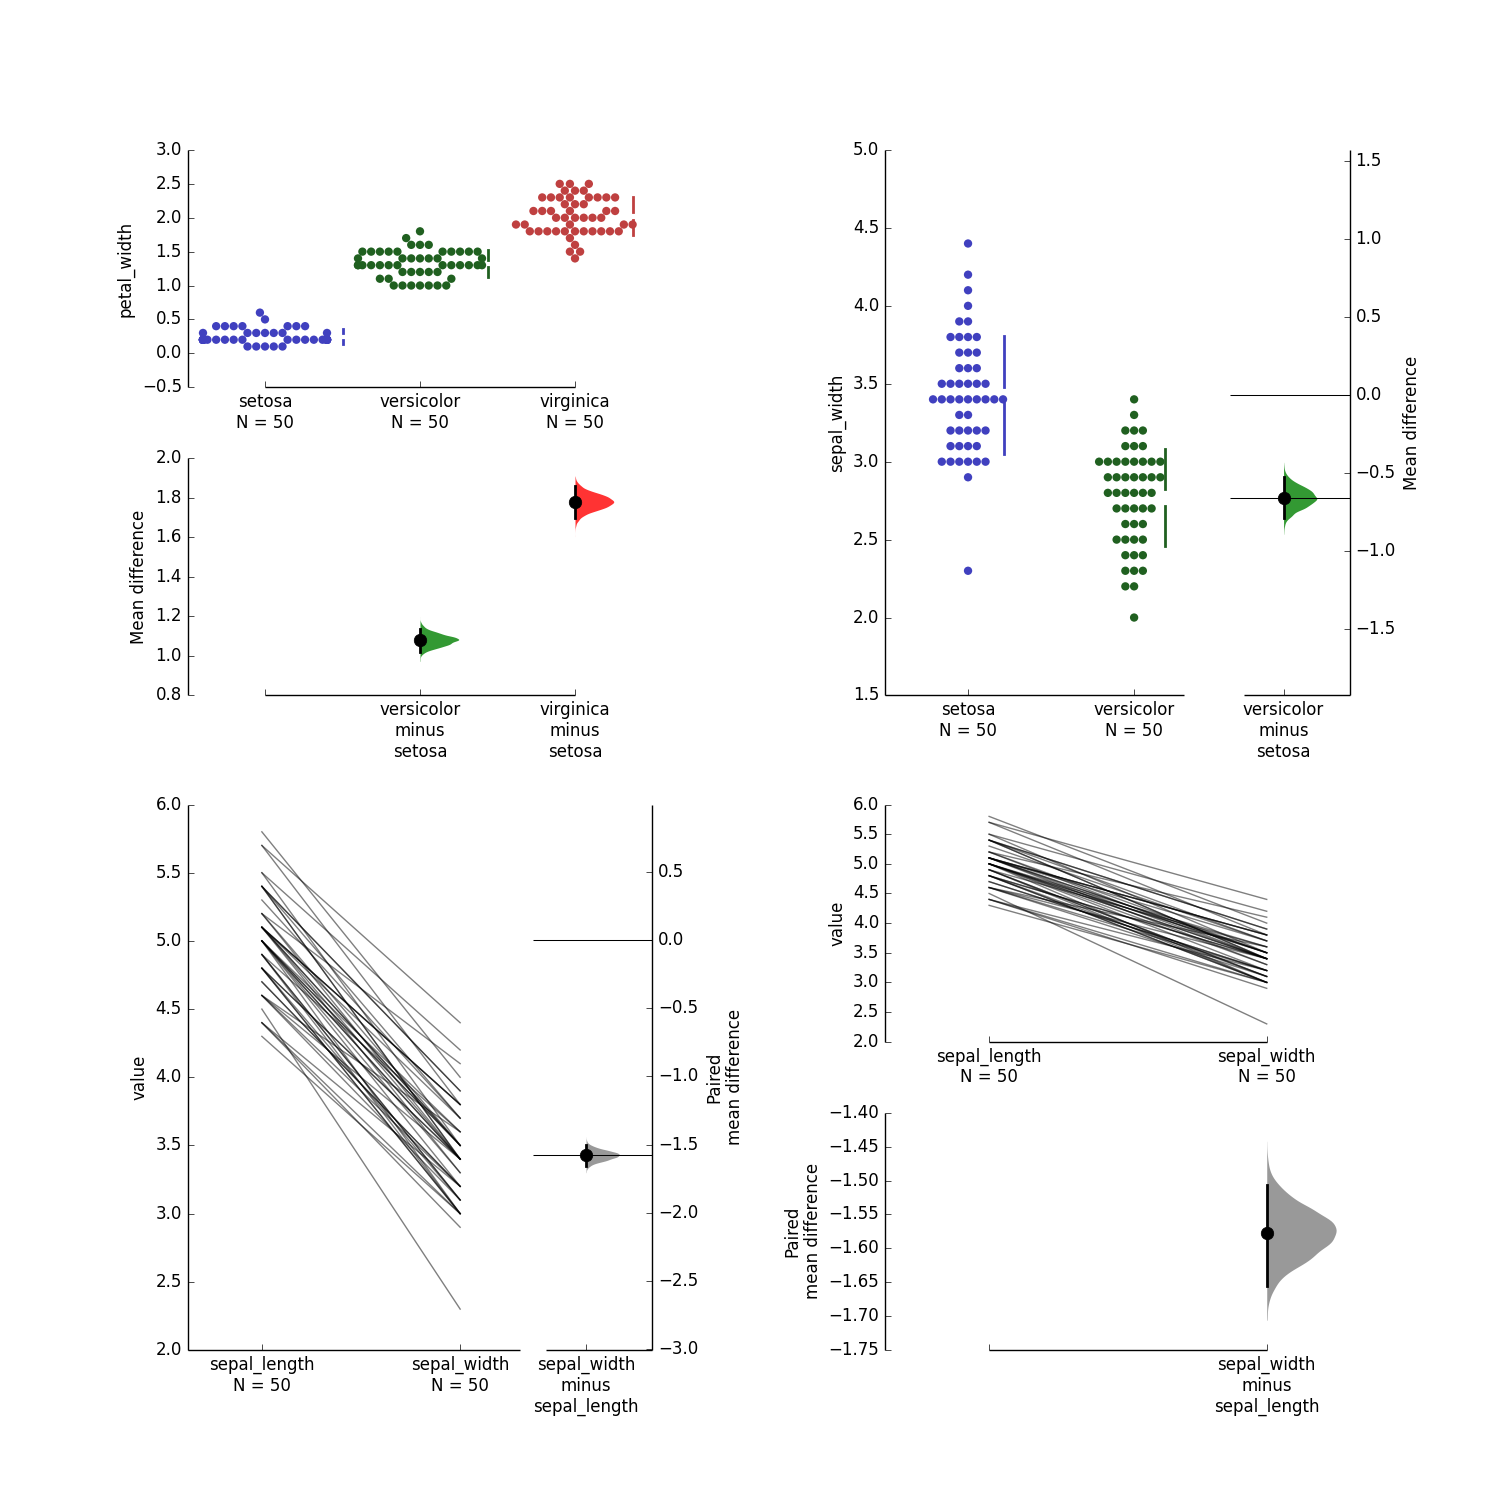 petal_width
3.0
2.5
2.0
1.5
1.0
0.5
0.0
−0.5
setosa
N = 50
versicolor
N = 50
virginica
N = 50
Mean difference
2.0
1.8
1.6
1.4
1.2
1.0
0.8
versicolor
minus
setosa
virginica
minus
setosa
sepal_width
5.0
4.5
4.0
3.5
3.0
2.5
2.0
1.5
setosa
N = 50
versicolor
N = 50
1.5
1.0
0.5
0.0
−0.5
−1.0
−1.5
Mean difference
versicolor
minus
setosa
value
6.0
5.5
5.0
4.5
4.0
3.5
3.0
2.5
2.0
sepal_length
N = 50
sepal_width
N = 50
0.5
0.0
−0.5
−1.0
−1.5
−2.0
−2.5
−3.0
Paired
mean difference
sepal_width
minus
sepal_length
value
6.0
5.5
5.0
4.5
4.0
3.5
3.0
2.5
2.0
sepal_length
N = 50
sepal_width
N = 50
Paired
mean difference
−1.40
−1.45
−1.50
−1.55
−1.60
−1.65
−1.70
−1.75
sepal_width
minus
sepal_length